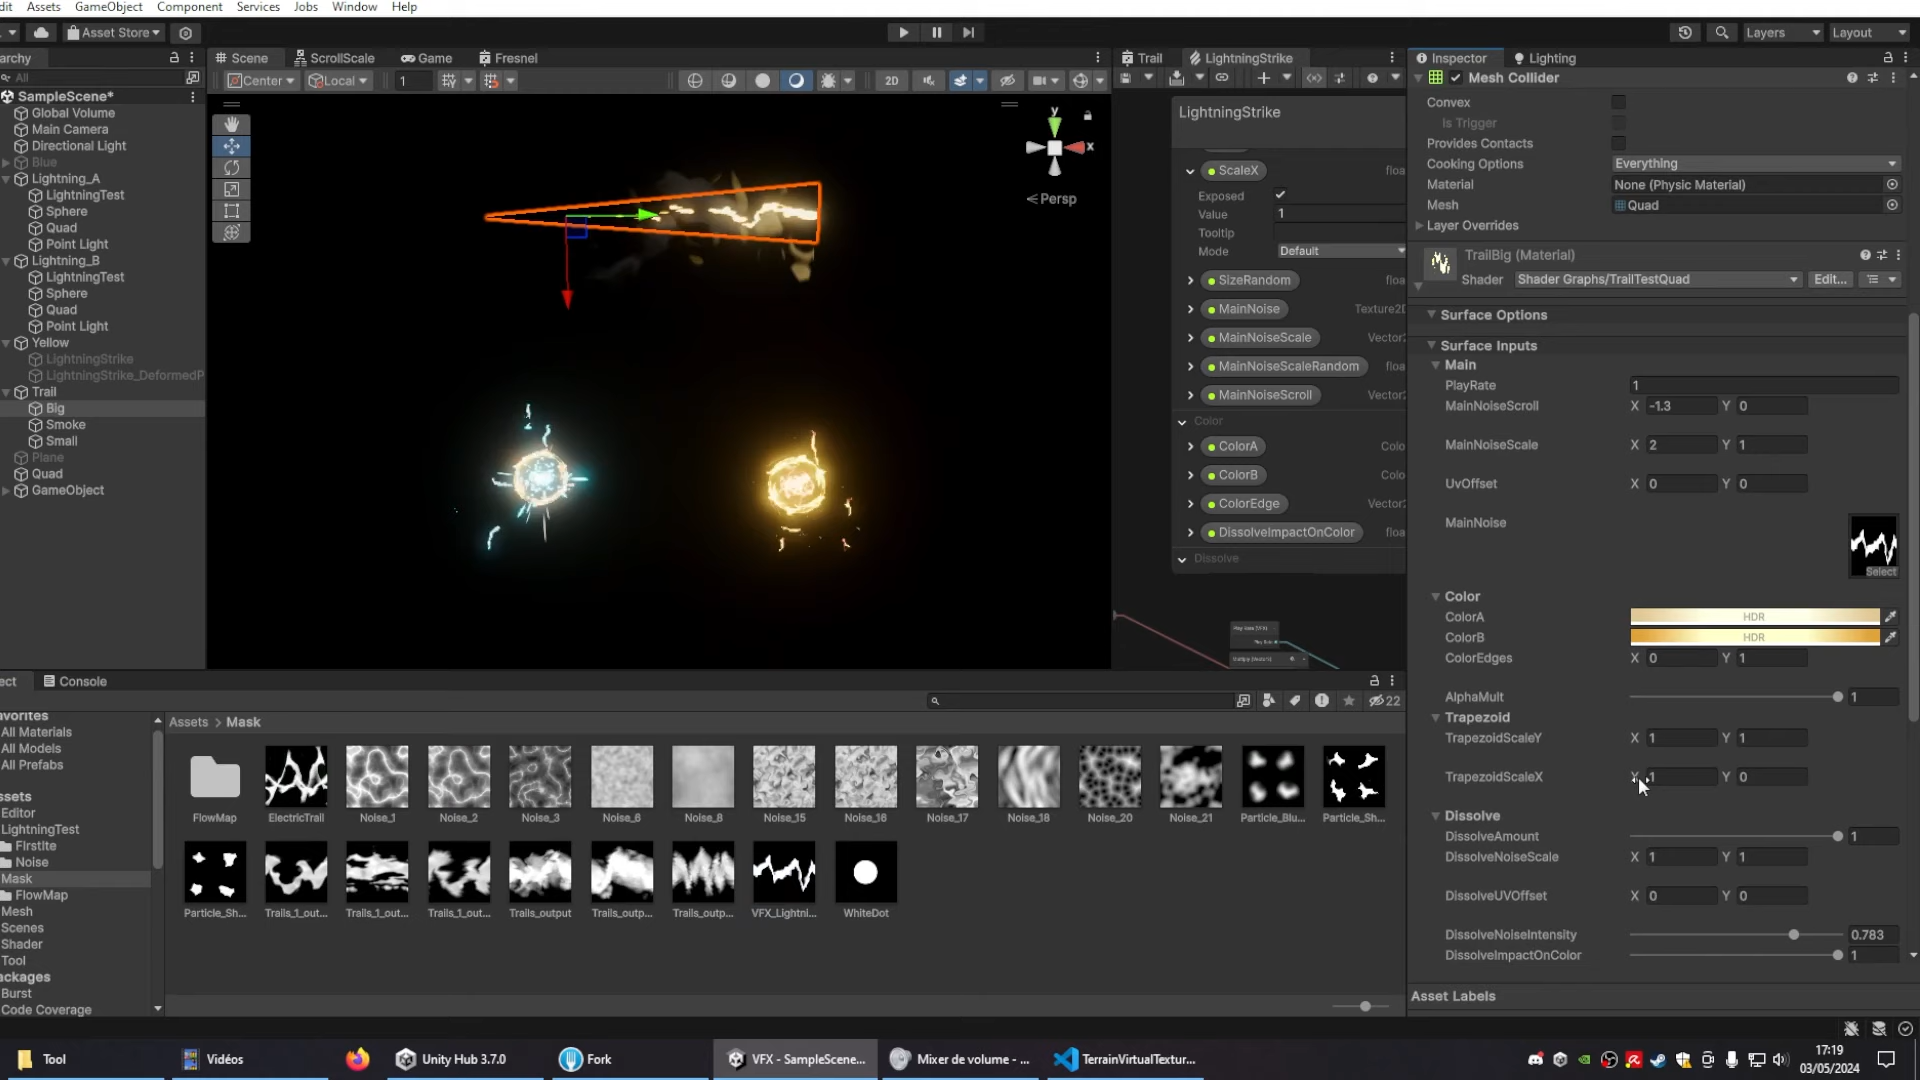 dit Assets GameObject Component Services Jobs Window Help
Asset Store Layers Layout
archy Scene ScrollScale Game Fresnel Trail LightningStrike Inspector Lighting
All Center Local 1 2D
SampleScene*
Global Volume
Main Camera
Directional Light
Blue
Lightning_A
LightningTest
Sphere
Quad
Point Light
Lightning_B
LightningTest
Sphere
Quad
Point Light
Yellow
LightningStrike
LightningStrike_DeformedP
Trail
Big
Smoke
Small
Plane
Quad
GameObject
y
x
Persp
LightningStrike
ScaleX floa
Exposed
Value 1
Tooltip
Mode Default
SizeRandom floa
MainNoise Texture2D
MainNoiseScale Vector2
MainNoiseScaleRandom floa
MainNoiseScroll Vector2
Color
ColorA Colo
ColorB Colo
ColorEdge Vector2
DissolveImpactOnColor floa
Dissolve
Mesh Collider
Convex
Is Trigger
Provides Contacts
Cooking Options Everything
Material None (Physic Material)
Mesh Quad
Layer Overrides
TrailBig (Material)
Shader Shader Graphs/TrailTestQuad Edit...
Surface Options
Surface Inputs
Main
PlayRate 1
MainNoiseScroll X -1.3 Y 0
MainNoiseScale X 2 Y 1
UvOffset X 0 Y 0
MainNoise
Select
Color
ColorA HDR
ColorB HDR
ColorEdges X 0 Y 1
AlphaMult 1
Trapezoid
TrapezoidScaleY X 1 Y 1
TrapezoidScaleX X 1 Y 0
Dissolve
DissolveAmount 1
DissolveNoiseScale X 1 Y 1
DissolveUVOffset X 0 Y 0
DissolveNoiseIntensity 0.783
DissolveImpactOnColor 1
Asset Labels
ect Console
22
avorites
All Materials
All Models
All Prefabs
ssets
Editor
LightningTest
FIrstIte
Noise
Mask
FlowMap
Mesh
Scenes
Shader
Tool
ackages
Burst
Code Coverage
Assets > Mask
FlowMap ElectricTrail Noise_1 Noise_2 Noise_3 Noise_6 Noise_8 Noise_15 Noise_16 Noise_17 Noise_18 Noise_20 Noise_21 Particle_Blu... Particle_Sh...
Particle_Sh... Trails_1_out... Trails_1_out... Trails_1_out... Trails_output Trails_outp... Trails_outp... VFX_Lightni... WhiteDot
Tool Vidéos Unity Hub 3.7.0 Fork VFX - SampleScene... Mixer de volume - ... TerrainVirtualTextur...
17:19
03/05/2024